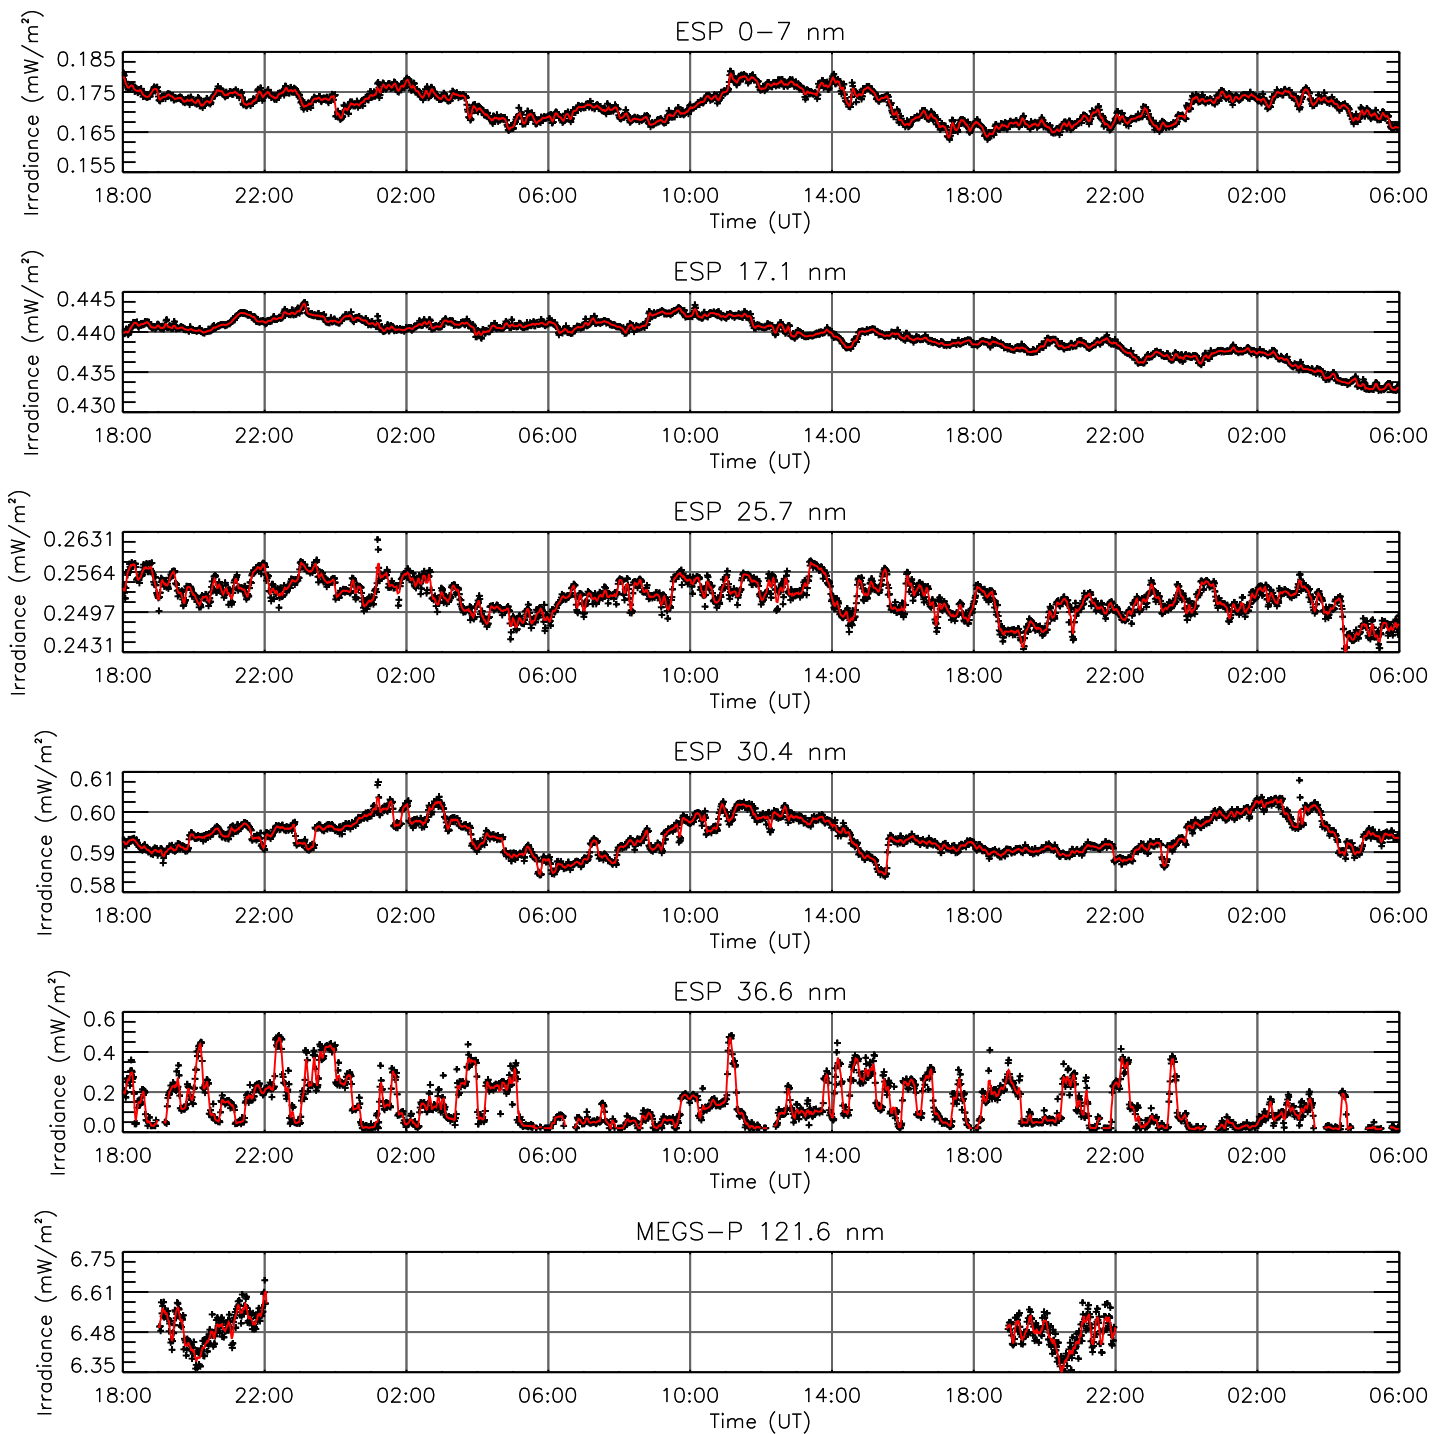 ESP 0-7 nm
Irradiance (mW/m²)
0.185
0.175
0.165
0.155
18:00 22:00 02:00 06:00 10:00 14:00 18:00 22:00 02:00 06:00
Time (UT)
ESP 17.1 nm
Irradiance (mW/m²)
0.445
0.440
0.435
0.430
18:00 22:00 02:00 06:00 10:00 14:00 18:00 22:00 02:00 06:00
Time (UT)
ESP 25.7 nm
Irradiance (mW/m²)
0.2631
0.2564
0.2497
0.2431
18:00 22:00 02:00 06:00 10:00 14:00 18:00 22:00 02:00 06:00
Time (UT)
ESP 30.4 nm
Irradiance (mW/m²)
0.61
0.60
0.59
0.58
18:00 22:00 02:00 06:00 10:00 14:00 18:00 22:00 02:00 06:00
Time (UT)
ESP 36.6 nm
Irradiance (mW/m²)
0.6
0.4
0.2
0.0
18:00 22:00 02:00 06:00 10:00 14:00 18:00 22:00 02:00 06:00
Time (UT)
MEGS-P 121.6 nm
Irradiance (mW/m²)
6.75
6.61
6.48
6.35
18:00 22:00 02:00 06:00 10:00 14:00 18:00 22:00 02:00 06:00
Time (UT)